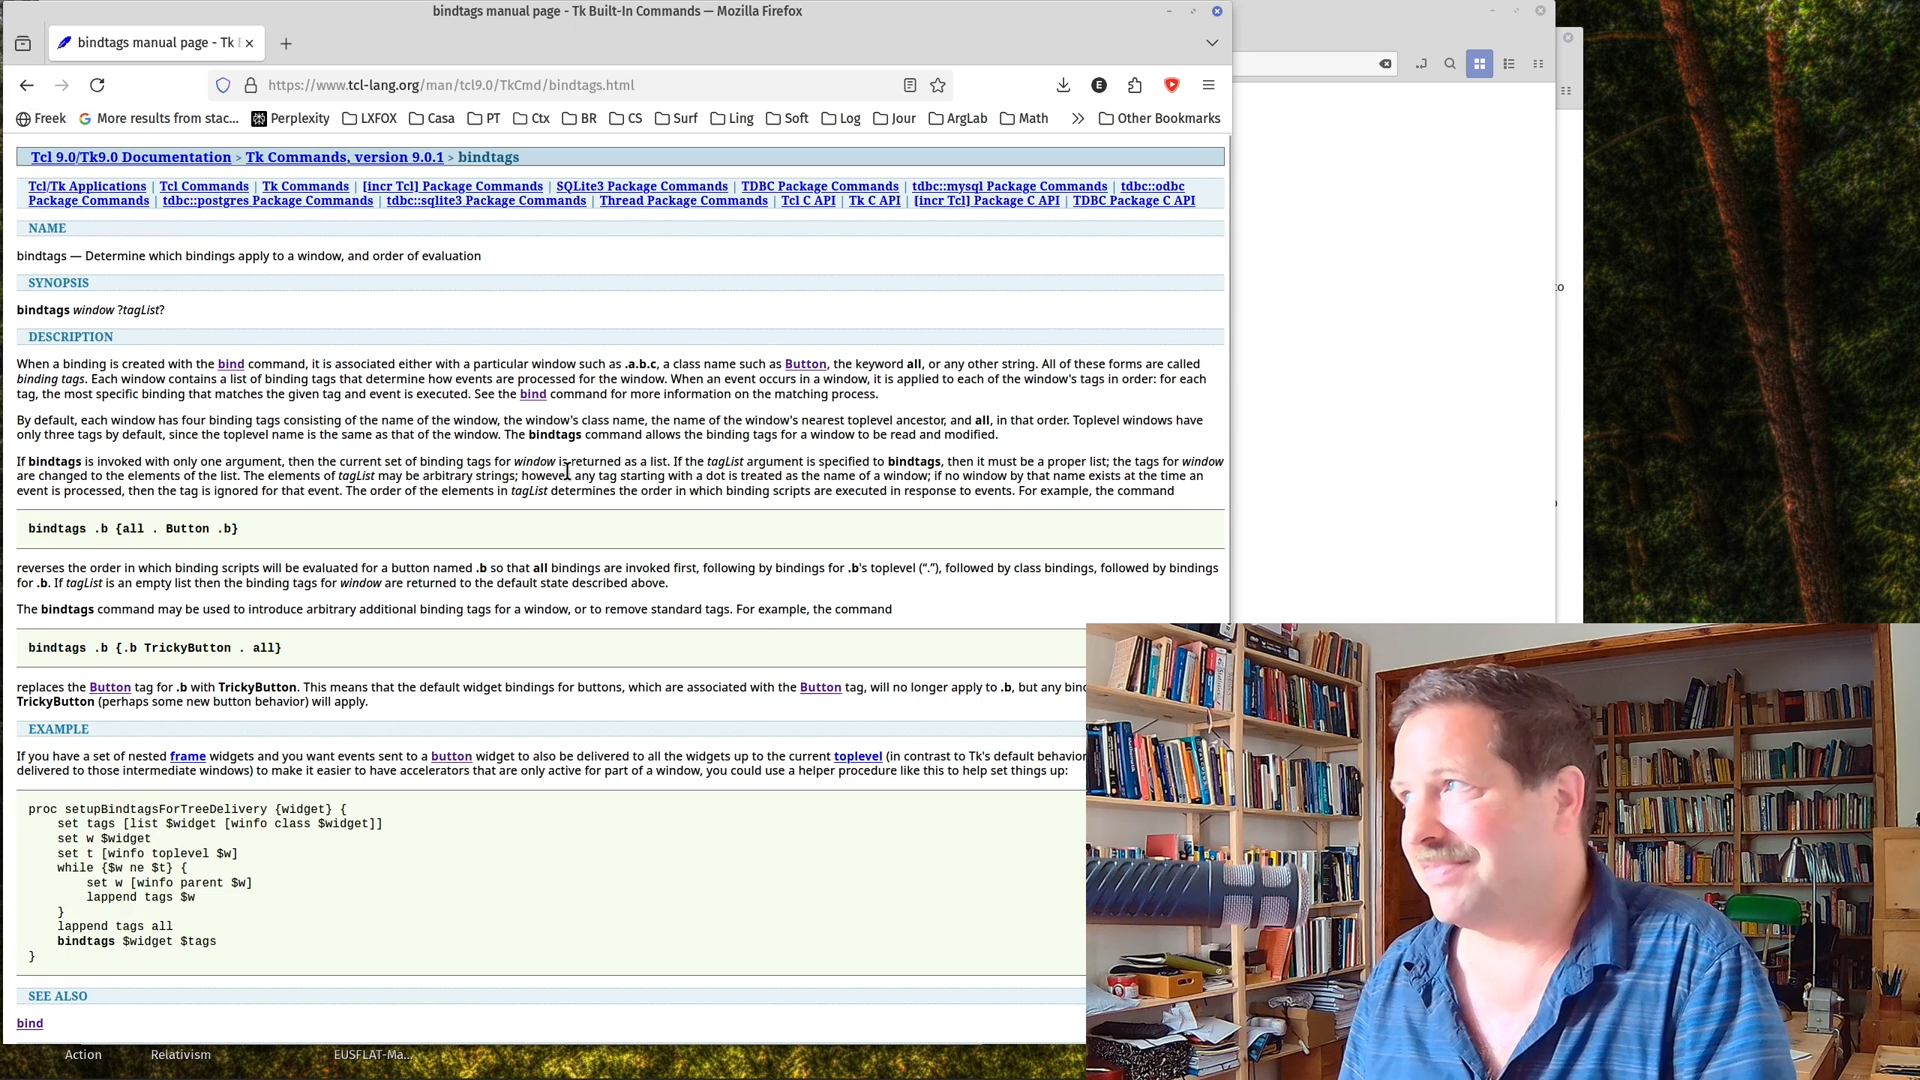 bindtags manual page - Tk Built-In Commands — Mozilla Firefox
bindtags manual page - Tk
https://www.tcl-lang.org/man/tcl9.0/TkCmd/bindtags.html
Freek More results from stac... Perplexity LXFOX Casa PT Ctx BR CS Surf Ling Soft Log Jour ArgLab Math Other Bookmarks
Tcl 9.0/Tk9.0 Documentation > Tk Commands, version 9.0.1 > bindtags
Tcl/Tk Applications | Tcl Commands | Tk Commands | [incr Tcl] Package Commands | SQLite3 Package Commands | TDBC Package Commands | tdbc::mysql Package Commands | tdbc::odbc
Package Commands | tdbc::postgres Package Commands | tdbc::sqlite3 Package Commands | Thread Package Commands | Tcl C API | Tk C API | [incr Tcl] Package C API | TDBC Package C API
NAME
bindtags — Determine which bindings apply to a window, and order of evaluation
SYNOPSIS
bindtags window ?tagList?
DESCRIPTION
When a binding is created with the bind command, it is associated either with a particular window such as .a.b.c, a class name such as Button, the keyword all, or any other string. All of these forms are called
binding tags. Each window contains a list of binding tags that determine how events are processed for the window. When an event occurs in a window, it is applied to each of the window's tags in order: for each
tag, the most specific binding that matches the given tag and event is executed. See the bind command for more information on the matching process.
By default, each window has four binding tags consisting of the name of the window, the window's class name, the name of the window's nearest toplevel ancestor, and all, in that order. Toplevel windows have
only three tags by default, since the toplevel name is the same as that of the window. The bindtags command allows the binding tags for a window to be read and modified.
If bindtags is invoked with only one argument, then the current set of binding tags for window is returned as a list. If the tagList argument is specified to bindtags, then it must be a proper list; the tags for window
are changed to the elements of the list. The elements of tagList may be arbitrary strings; however, any tag starting with a dot is treated as the name of a window; if no window by that name exists at the time an
event is processed, then the tag is ignored for that event. The order of the elements in tagList determines the order in which binding scripts are executed in response to events. For example, the command
bindtags .b {all . Button .b}
reverses the order in which binding scripts will be evaluated for a button named .b so that all bindings are invoked first, following by bindings for .b's toplevel (“.”), followed by class bindings, followed by bindings
for .b. If tagList is an empty list then the binding tags for window are returned to the default state described above.
The bindtags command may be used to introduce arbitrary additional binding tags for a window, or to remove standard tags. For example, the command
bindtags .b {.b TrickyButton . all}
replaces the Button tag for .b with TrickyButton. This means that the default widget bindings for buttons, which are associated with the Button tag, will no longer apply to .b, but any
TrickyButton (perhaps some new button behavior) will apply.
EXAMPLE
If you have a set of nested frame widgets and you want events sent to a button widget to also be delivered to all the widgets up to the current toplevel (in contrast to Tk's default
delivered to those intermediate windows) to make it easier to have accelerators that are only active for part of a window, you could use a helper procedure like this to help set things up:
proc setupBindtagsForTreeDelivery {widget} {
set tags [list $widget [winfo class $widget]]
set w $widget
set t [winfo toplevel $w]
while {$w ne $t} {
set w [winfo parent $w]
lappend tags $w
}
lappend tags all
bindtags $widget $tags
}
SEE ALSO
bind
Action Relativism EUSFLAT-Ma...